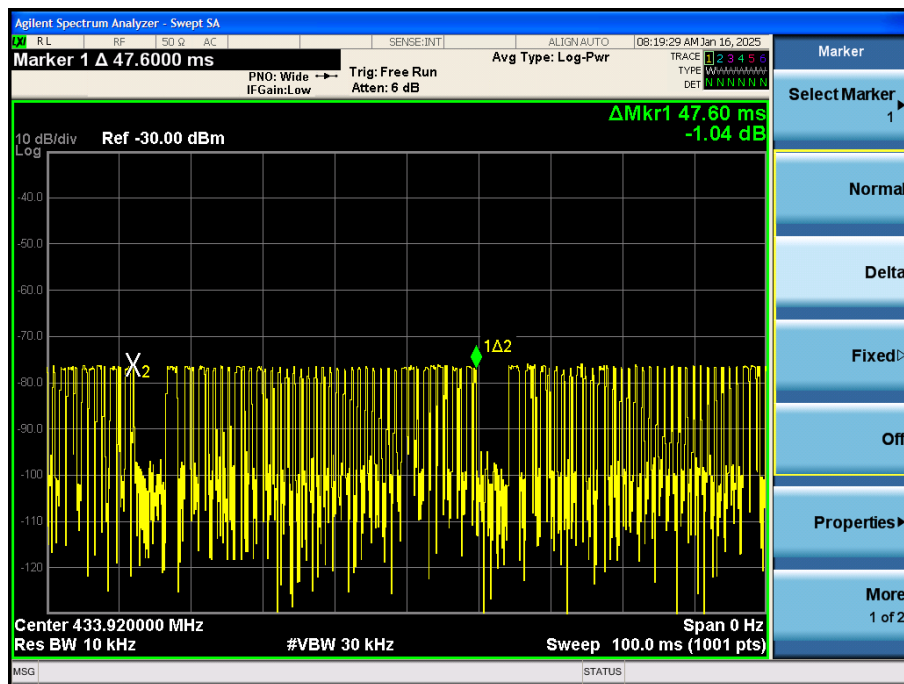 Agilent Spectrum Analyzer - Swept SA
LXI RL RF 50 Ω AC SENSE:INT ALIGN AUTO 08:19:29 AM Jan 16, 2025
Marker 1 Δ 47.6000 ms
PNO: Wide
IFGain:Low
Trig: Free Run
Atten: 6 dB
Avg Type: Log-Pwr
TRACE 1 2 3 4 5 6
TYPE W
DET N N N N N N
ΔMkr1 47.60 ms
-1.04 dB
10 dB/div
Log
Ref -30.00 dBm
-40.0
-50.0
-60.0
-70.0
-80.0
-90.0
-100
-110
-120
2
1Δ2
Center 433.920000 MHz
Span 0 Hz
Res BW 10 kHz
#VBW 30 kHz
Sweep 100.0 ms (1001 pts)
MSG
STATUS
Marker
Select Marker
1
Normal
Delta
Fixed
Off
Properties
More
1 of 2